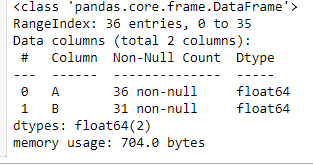 <class 'pandas.core.frame.DataFrame'>
RangeIndex: 36 entries, 0 to 35
Data columns (total 2 columns):
 #   Column  Non-Null Count  Dtype
---  ------  --------------  -----
 0   A       36 non-null     float64
 1   B       31 non-null     float64
dtypes: float64(2)
memory usage: 704.0 bytes